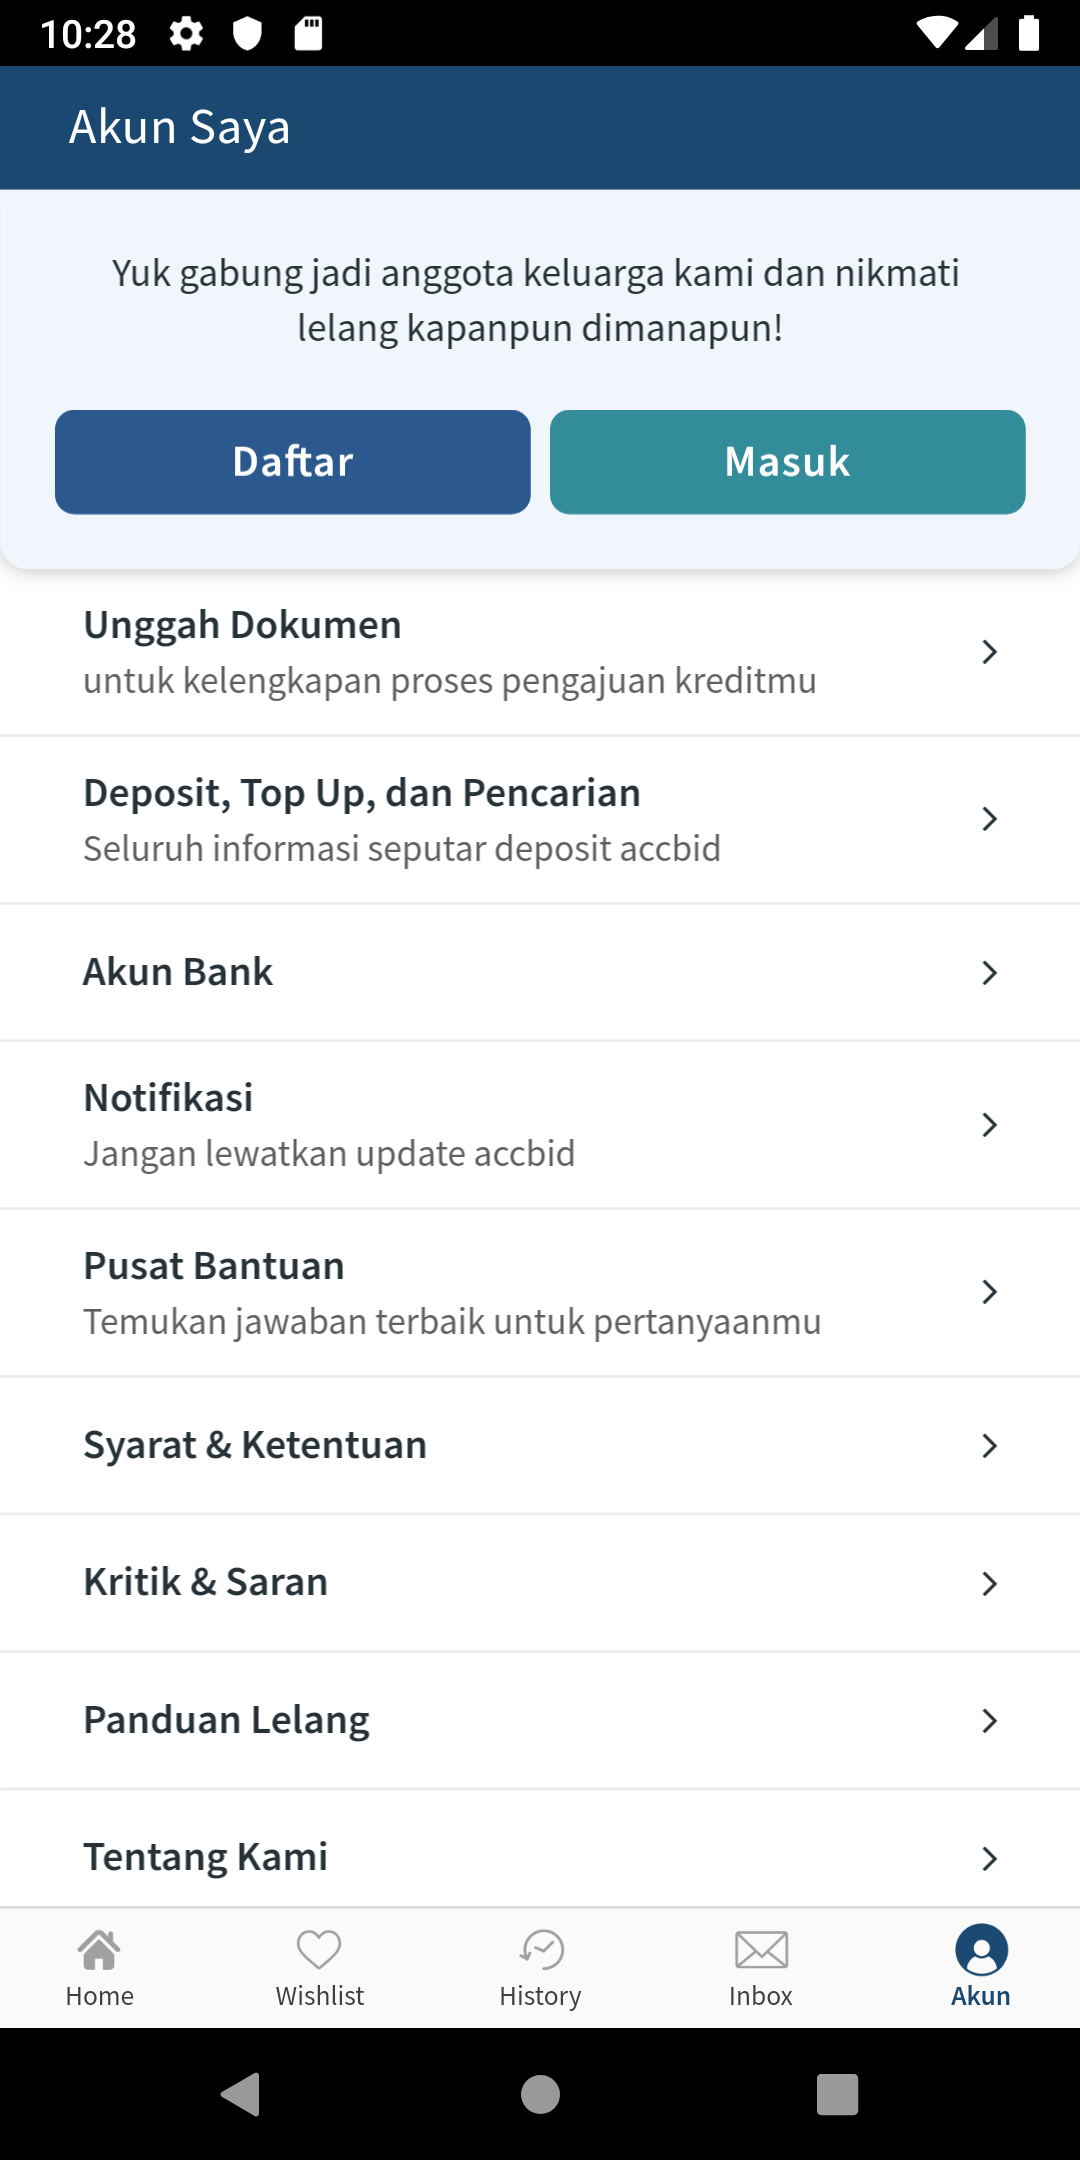 10:28
Akun Saya
Yuk gabung jadi anggota keluarga kami dan nikmati
lelang kapanpun dimanapun!
Daftar
Masuk
Unggah Dokumen
untuk kelengkapan proses pengajuan kreditmu
Deposit, Top Up, dan Pencarian
Seluruh informasi seputar deposit accbid
Akun Bank
Notifikasi
Jangan lewatkan update accbid
Pusat Bantuan
Temukan jawaban terbaik untuk pertanyaanmu
Syarat & Ketentuan
Kritik & Saran
Panduan Lelang
Tentang Kami
Home
Wishlist
History
Inbox
Akun